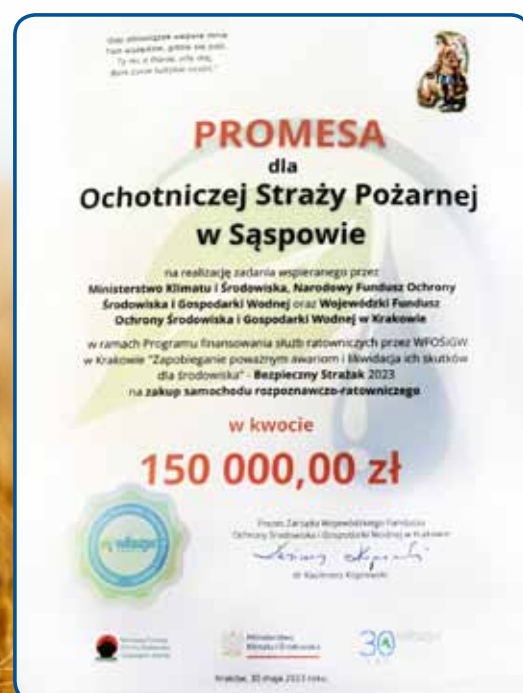 PROMESA
dla
Ochotniczej Straży Pożarnej
w Sąspowie
na realizację zadania wspieranego przez
Ministerstwo Klimatu i Środowiska, Narodowy Fundusz Ochrony
Środowiska i Gospodarki Wodnej oraz Wojewódzki Fundusz
Ochrony Środowiska i Gospodarki Wodnej w Krakowie
w ramach Programu finansowania służb ratowniczych przez WFOŚiGW
w Krakowie "Zapobieganie poważnym awariom i likwidacja ich skutków
dla środowiska" - Bezpieczny Strażak 2023
na zakup samochodu rozpoznawczo-ratowniczego
w kwocie
150 000,00 zł
Prezes Zarządu Wojewódzkiego Funduszu
Ochrony Środowiska i Gospodarki Wodnej w Krakowie
dr Kazimierz
Ministerstwo
Klimatu i Środowiska
30
Kraków, 30 maja 2023 roku